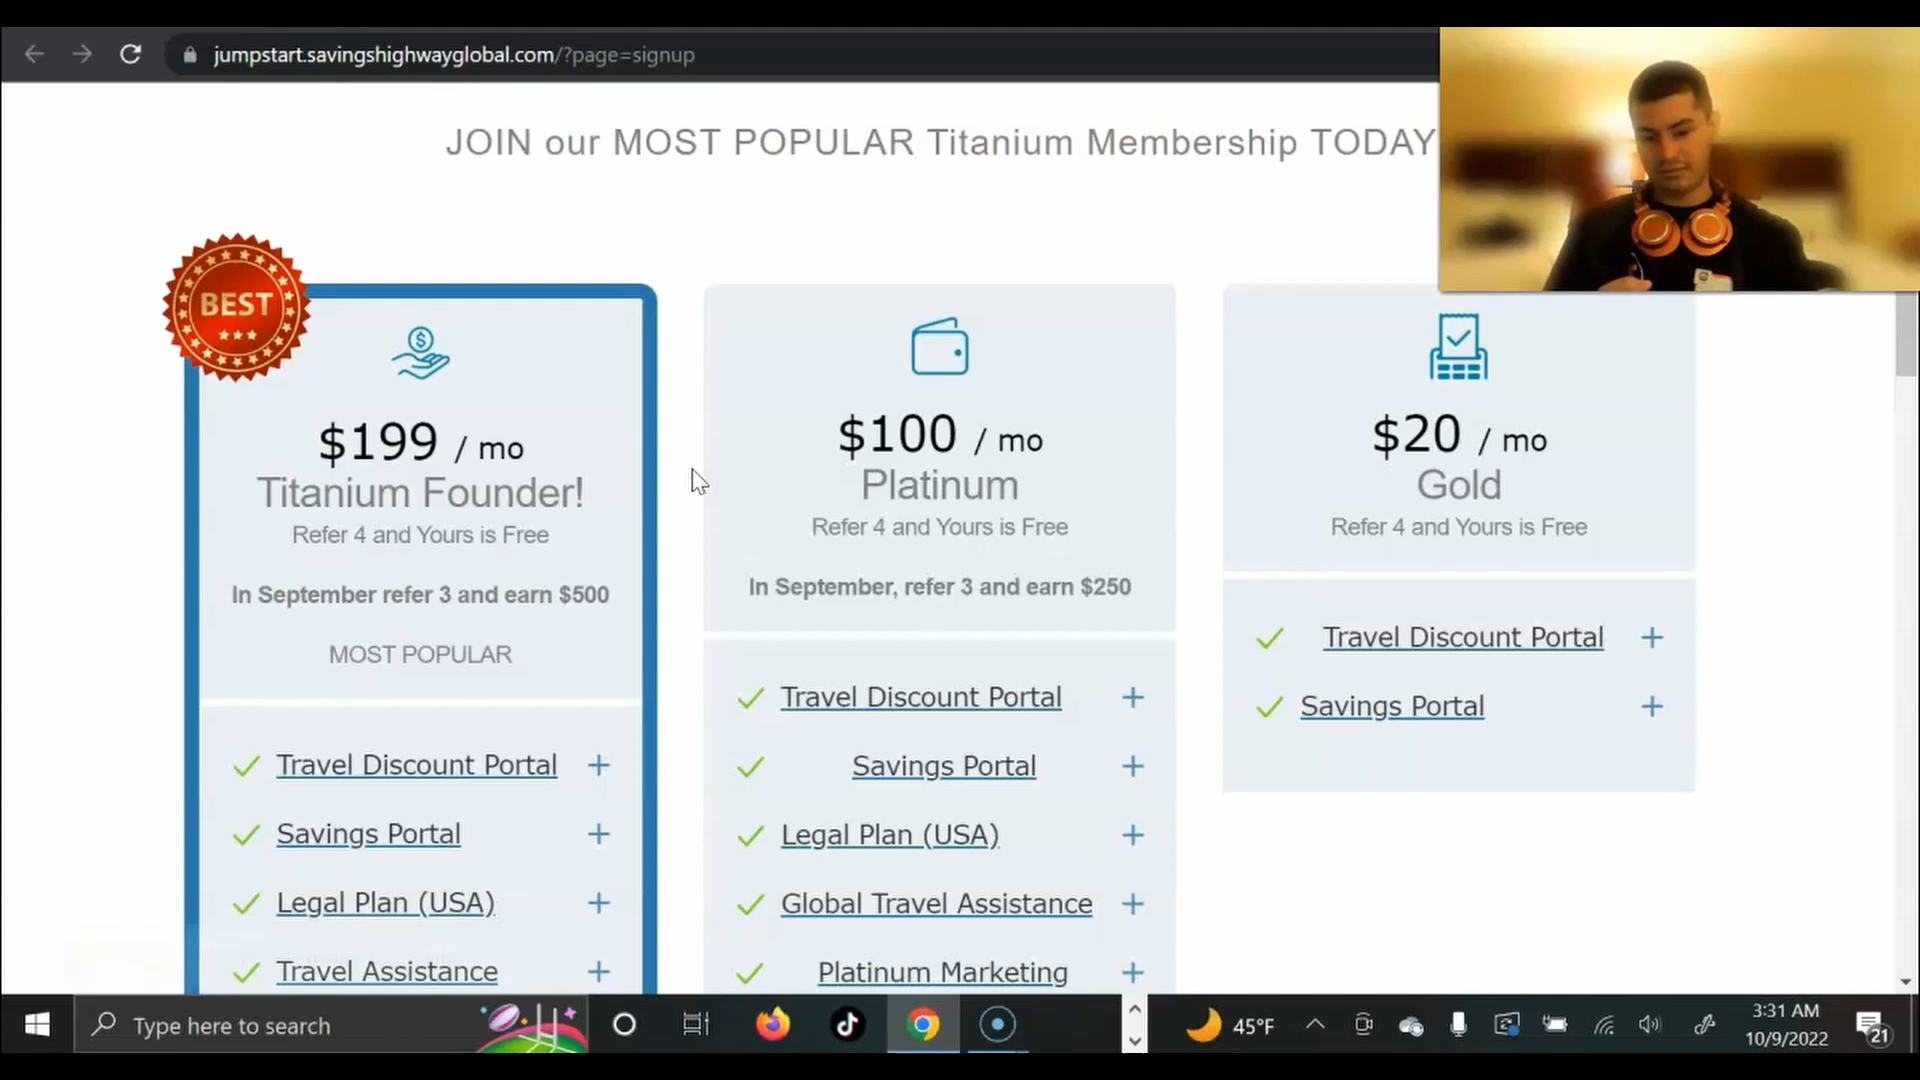 jumpstart.savingshighwayglobal.com/?page=signup
JOIN our MOST POPULAR Titanium Membership TODAY
BEST
$199 / mo
Titanium Founder!
Refer 4 and Yours is Free
In September refer 3 and earn $500
MOST POPULAR
Travel Discount Portal
Savings Portal
Legal Plan (USA)
Travel Assistance
$100 / mo
Platinum
Refer 4 and Yours is Free
In September, refer 3 and earn $250
Travel Discount Portal
Savings Portal
Legal Plan (USA)
Global Travel Assistance
Platinum Marketing
$20 / mo
Gold
Refer 4 and Yours is Free
Travel Discount Portal
Savings Portal
Type here to search
45°F
3:31 AM
10/9/2022
21